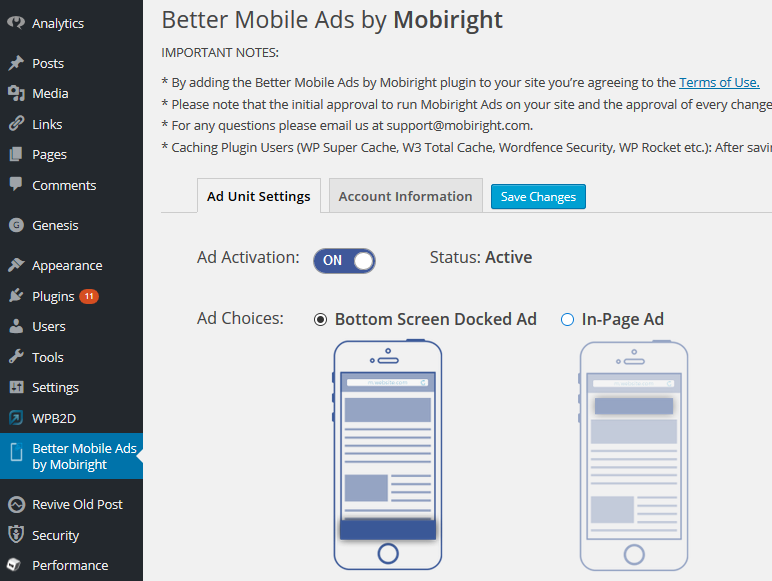 Analytics
Posts
Media
Links
Pages
Comments
Genesis
Appearance
Plugins 11
Users
Tools
Settings
WPB2D
Better Mobile Ads
by Mobiright
Revive Old Post
Security
Performance
Better Mobile Ads by Mobiright
IMPORTANT NOTES:
* By adding the Better Mobile Ads by Mobiright plugin to your site you're agreeing to the Terms of Use.
* Please note that the initial approval to run Mobiright Ads on your site and the approval of every change
* For any questions please email us at support@mobiright.com.
* Caching Plugin Users (WP Super Cache, W3 Total Cache, Wordfence Security, WP Rocket etc.): After savin
Ad Unit Settings Account Information Save Changes
Ad Activation: ON Status: Active
Ad Choices: Bottom Screen Docked Ad In-Page Ad